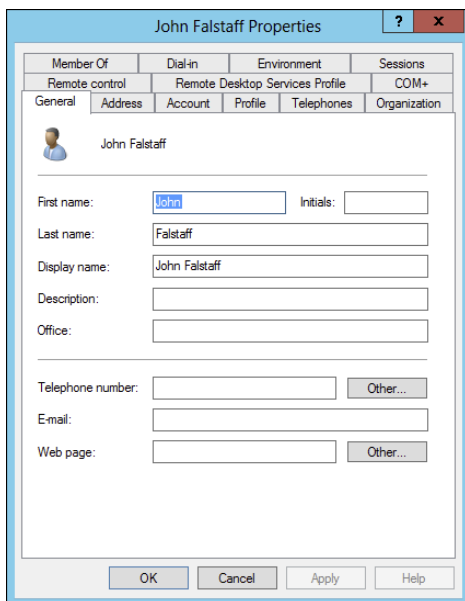 John Falstaff Properties ? x
Member Of Dial-in Environment Sessions
Remote control Remote Desktop Services Profile COM+
General Address Account Profile Telephones Organization
John Falstaff
First name: John Initials:
Last name: Falstaff
Display name: John Falstaff
Description:
Office:
Telephone number: Other...
E-mail:
Web page: Other...
OK Cancel Apply Help